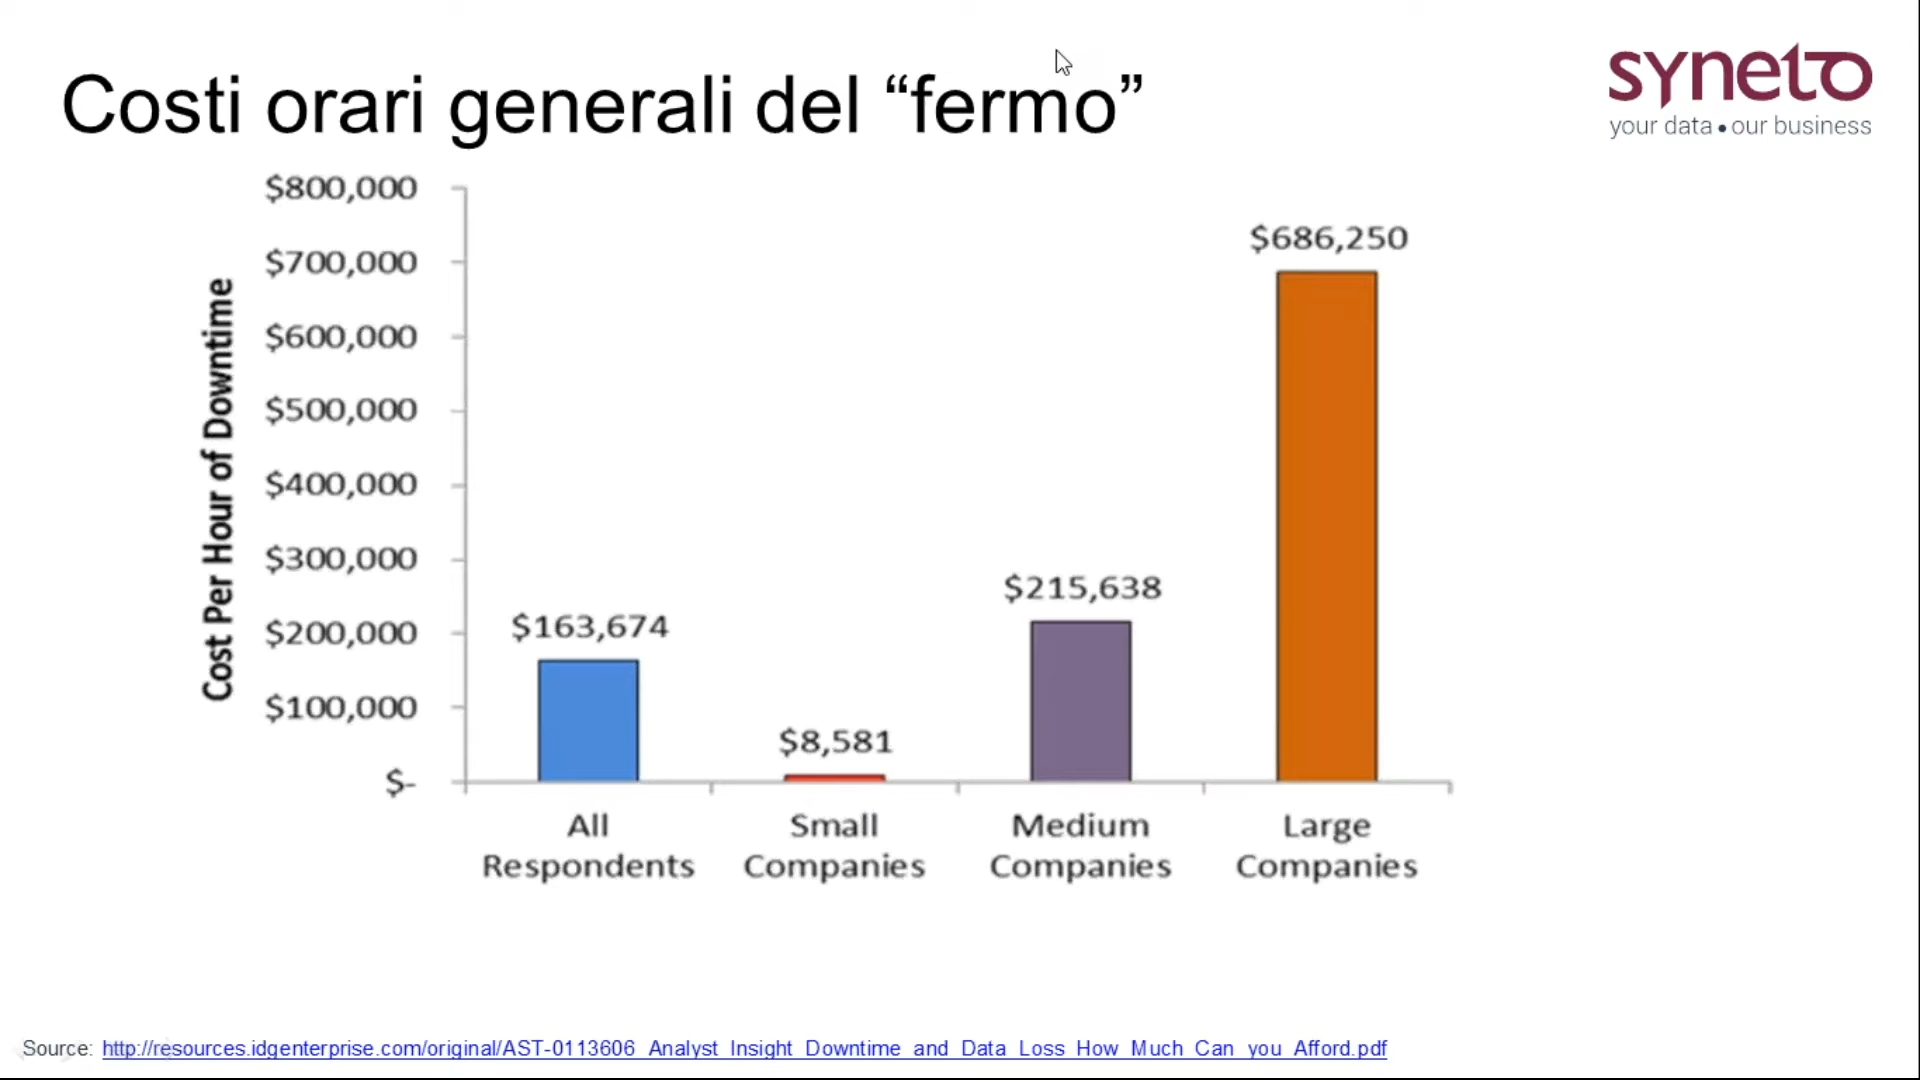 Costi orari generali del “fermo”
syneto
your data • our business
Cost Per Hour of Downtime
$800,000
$700,000
$600,000
$500,000
$400,000
$300,000
$200,000
$100,000
$-
$163,674
$8,581
$215,638
$686,250
All
Respondents
Small
Companies
Medium
Companies
Large
Companies
Source: http://resources.idgenterprise.com/original/AST-0113606_Analyst_Insight_Downtime_and_Data_Loss_How_Much_Can_you_Afford.pdf